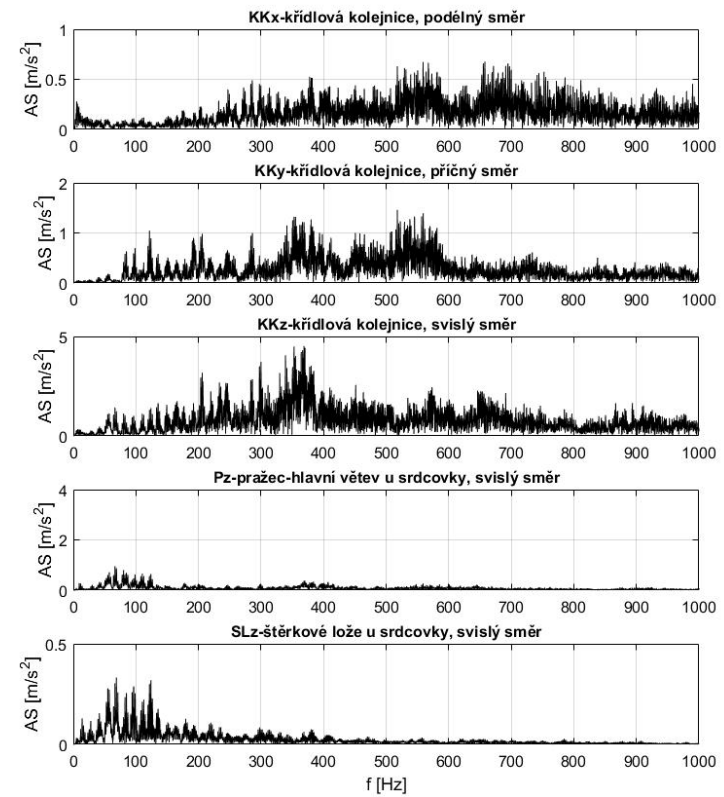 KKx-křídlová kolejnice, podélný směr
AS [m/s²]
1
0.5
0
0 100 200 300 400 500 600 700 800 900 1000
KKy-křídlová kolejnice, příčný směr
AS [m/s²]
2
1
0
0 100 200 300 400 500 600 700 800 900 1000
KKz-křídlová kolejnice, svislý směr
AS [m/s²]
5
0
0 100 200 300 400 500 600 700 800 900 1000
Pz-pražec-hlavní větev u srdcovky, svislý směr
AS [m/s²]
4
2
0
0 100 200 300 400 500 600 700 800 900 1000
SLz-štěrkové lože u srdcovky, svislý směr
AS [m/s²]
0.5
0
0 100 200 300 400 500 600 700 800 900 1000
f [Hz]